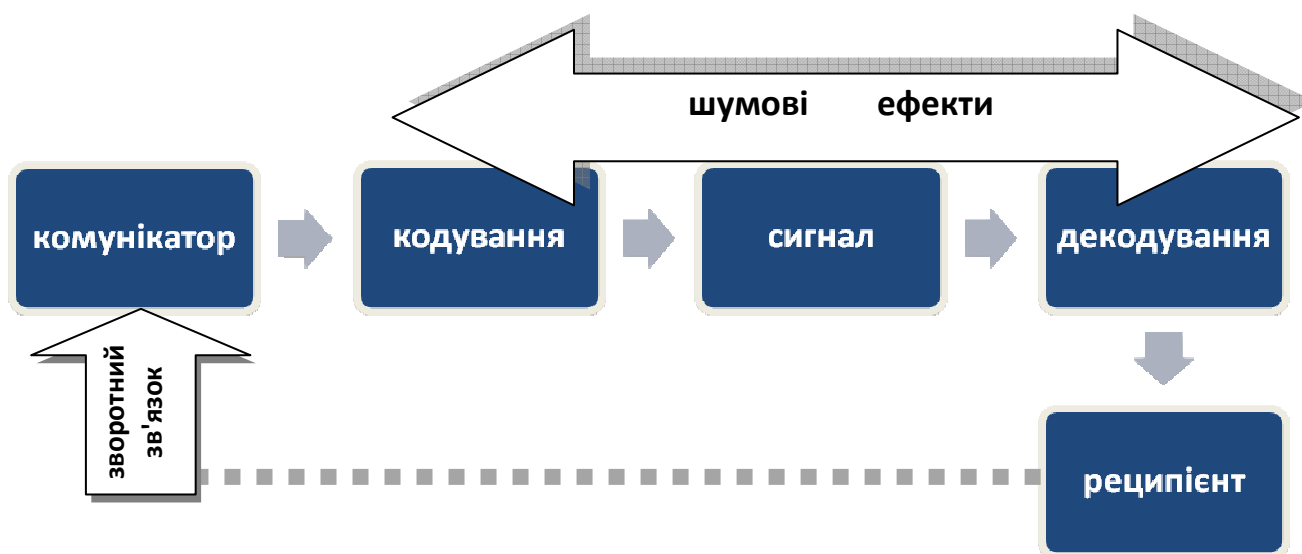 шумові ефекти
комунікатор
кодування
сигнал
декодування
зворотний
зв'язок
реципієнт